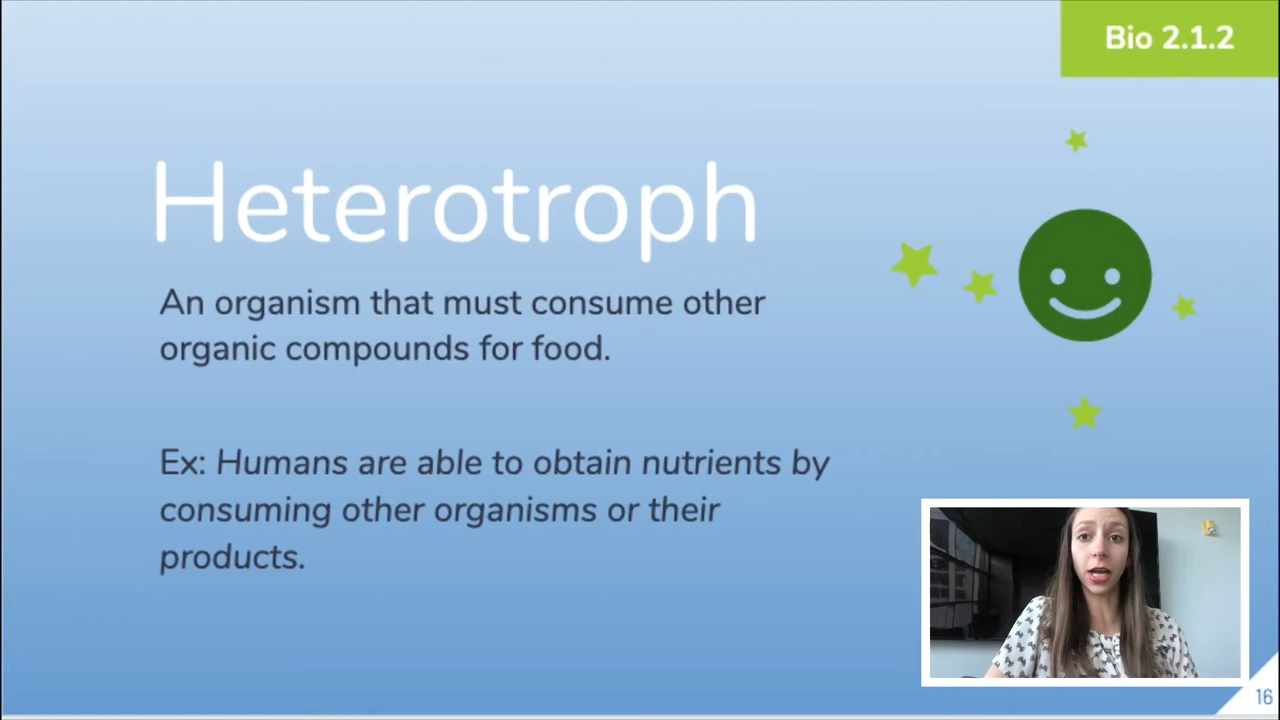 Bio 2.1.2
Heterotroph
An organism that must consume other
organic compounds for food.
Ex: Humans are able to obtain nutrients by
consuming other organisms or their
products.
16